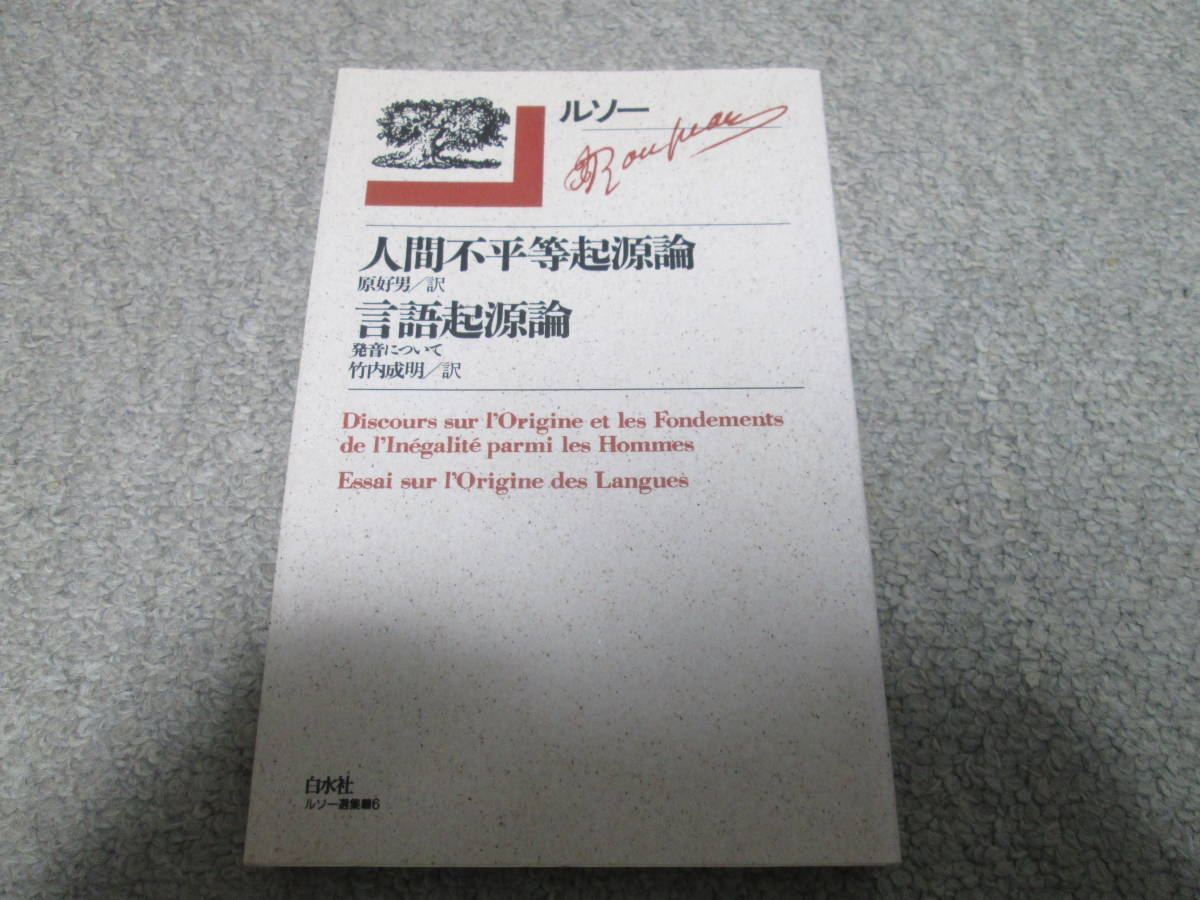 ルソー
JJRousseau
人間不平等起源論
原好男/訳
言語起源論
発音について
竹内成明/訳
Discours sur l'Origine et les Fondements
de l'Inégalité parmi les Hommes
Essai sur l'Origine des Langues
白水社
ルソー選集■6